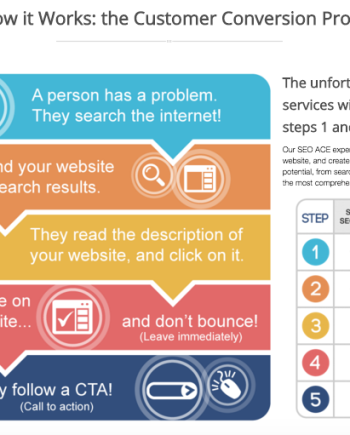 ow it Works: the Customer Conversion Pro
A person has a problem.
They search the internet!
nd your website
earch results.
They read the description of
your website, and click on it.
e on
ite...
and don't bounce!
(Leave immediately)
y follow a CTA!
(Call to action)
The unfort
services wi
steps 1 and
Our SEO ACE expe
website, and create
potential, from sear
the most comprehe
STEP
S
SE
1
2
3
4
5